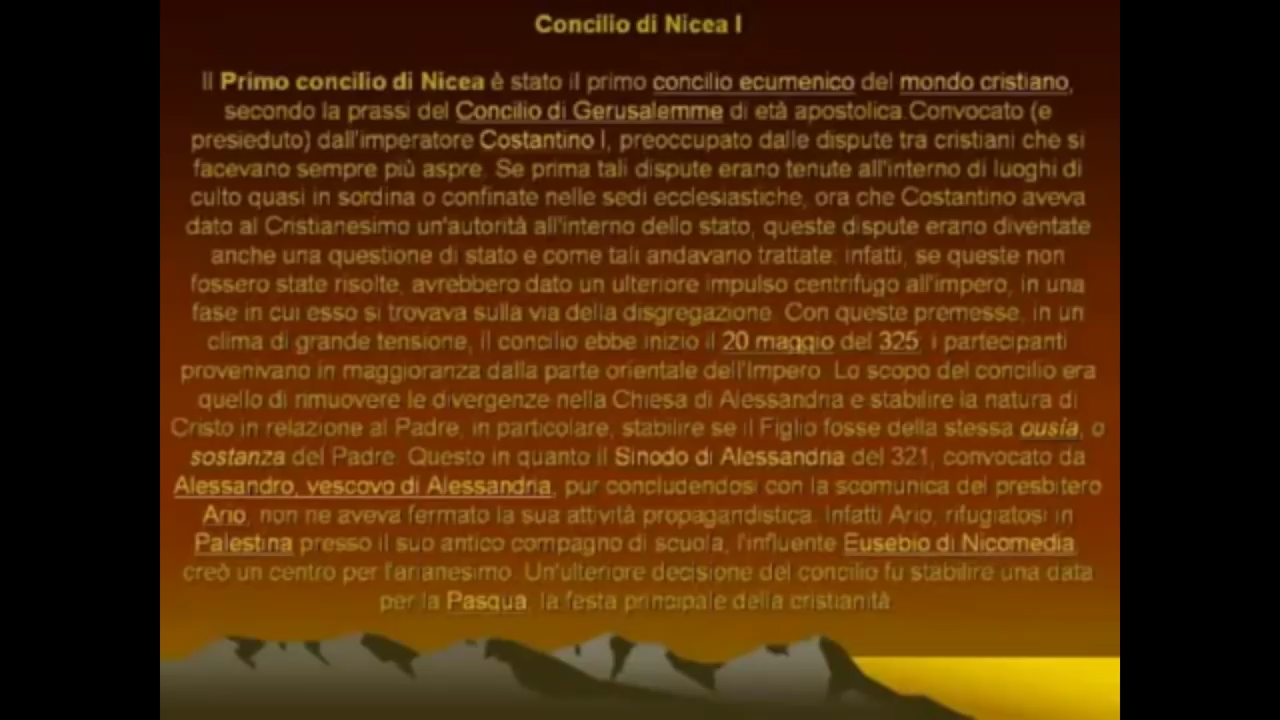 Concilio di Nicea I
Il Primo concilio di Nicea è stato il primo concilio ecumenico del mondo cristiano,
secondo la prassi del Concilio di Gerusalemme di età apostolica.Convocato (e
presieduto) dall'imperatore Costantino I, preoccupato dalle dispute tra cristiani che si
facevano sempre più aspre. Se prima tali dispute erano tenute all'interno di luoghi di
culto quasi in sordina o confinate nelle sedi ecclesiastiche, ora che Costantino aveva
dato al Cristianesimo un'autorità all'interno dello stato, queste dispute erano diventate
anche una questione di stato e come tali andavano trattate: infatti, se queste non
fossero state risolte, avrebbero dato un ulteriore impulso centrifugo all'impero, in una
fase in cui esso si trovava sulla via della disgregazione. Con queste premesse, in un
clima di grande tensione, il concilio ebbe inizio il 20 maggio del 325; i partecipanti
provenivano in maggioranza dalla parte orientale dell'Impero. Lo scopo del concilio era
quello di rimuovere le divergenze nella Chiesa di Alessandria e stabilire la natura di
Cristo in relazione al Padre, in particolare, stabilire se il Figlio fosse della stessa ousìa, o
sostanza del Padre. Questo in quanto il Sinodo di Alessandria del 321, convocato da
Alessandro, vescovo di Alessandria, pur concludendosi con la scomunica del presbitero
Ario, non ne aveva fermato la sua attività propagandistica. Infatti Ario, rifugiatosi in
Palestina presso il suo antico compagno di scuola, l'influente Eusebio di Nicomedia
creò un centro per l'arianesimo. Un'ulteriore decisione del concilio fu stabilire una data
per la Pasqua, la festa principale della cristianità.